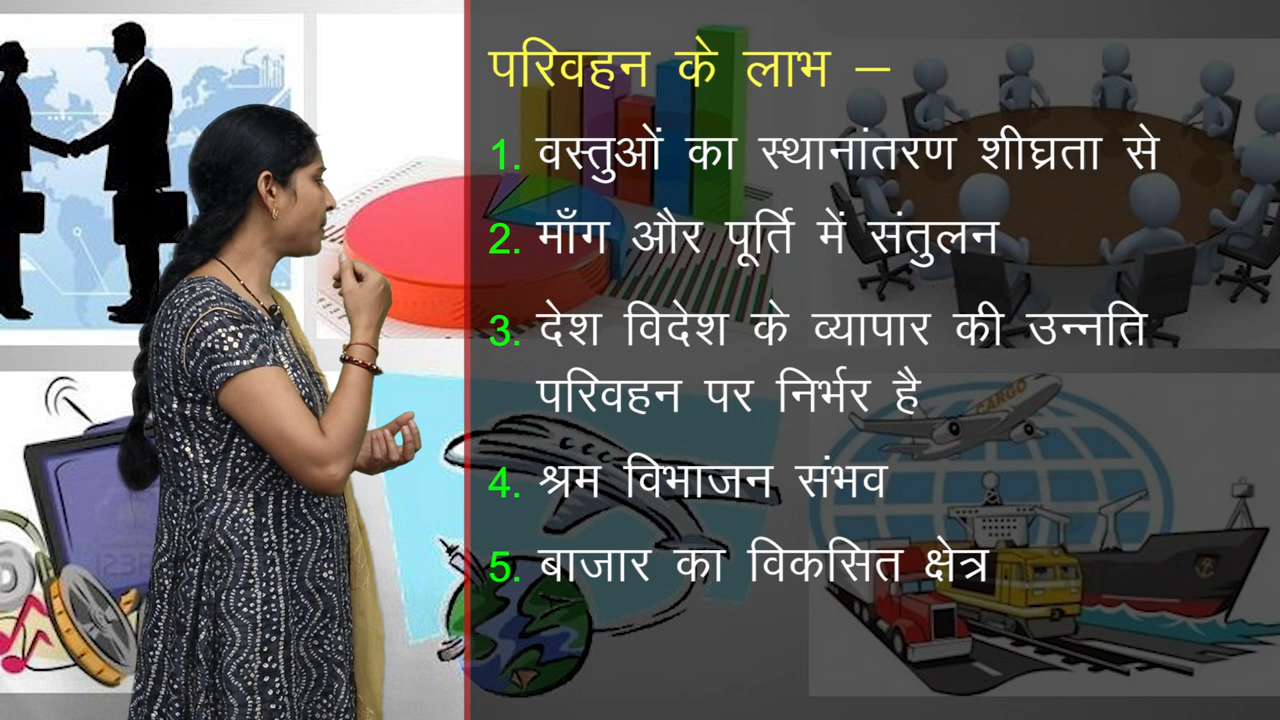 परिवहन के लाभ –
1. वस्तुओं का स्थानांतरण शीघ्रता से
2. माँग और पूर्ति में संतुलन
3. देश विदेश के व्यापार की उन्नति
परिवहन पर निर्भर है
4. श्रम विभाजन संभव
5. बाजार का विकसित क्षेत्र
CARGO